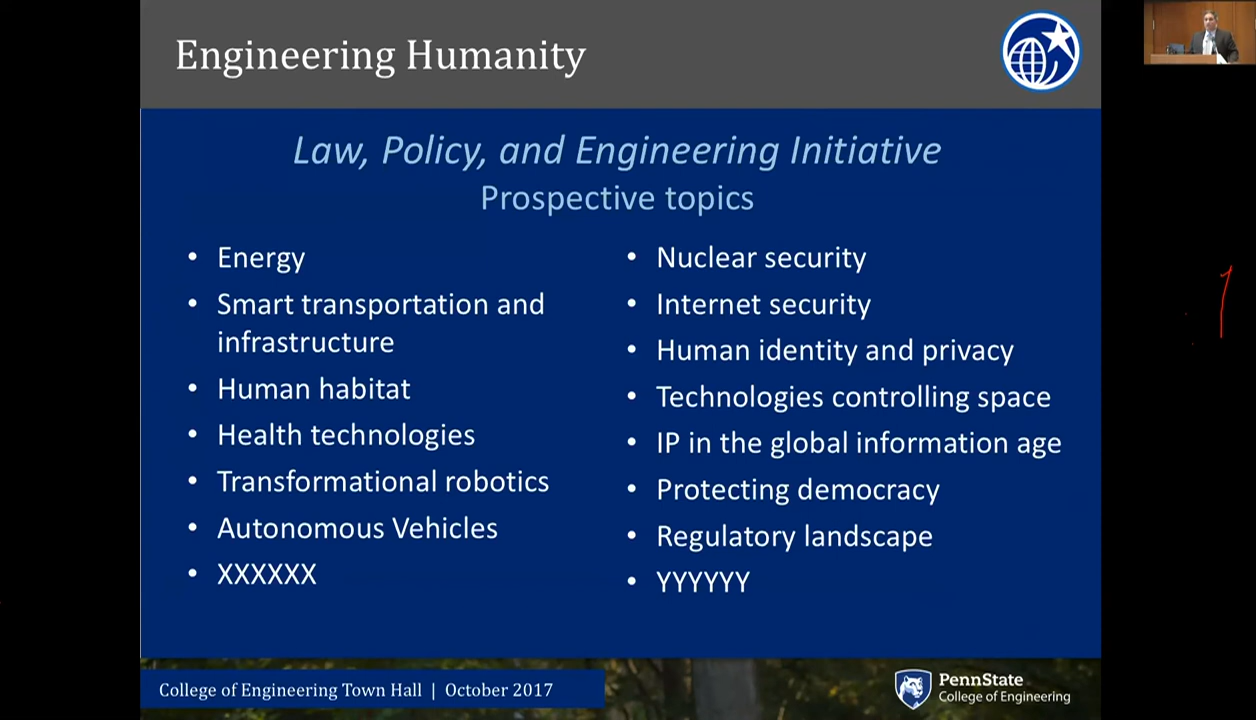 Engineering Humanity
Law, Policy, and Engineering Initiative
Prospective topics
• Energy
• Smart transportation and
infrastructure
• Human habitat
• Health technologies
• Transformational robotics
• Autonomous Vehicles
• XXXXXX
• Nuclear security
• Internet security
• Human identity and privacy
• Technologies controlling space
• IP in the global information age
• Protecting democracy
• Regulatory landscape
• YYYYYY
College of Engineering Town Hall | October 2017
PennState
College of Engineering